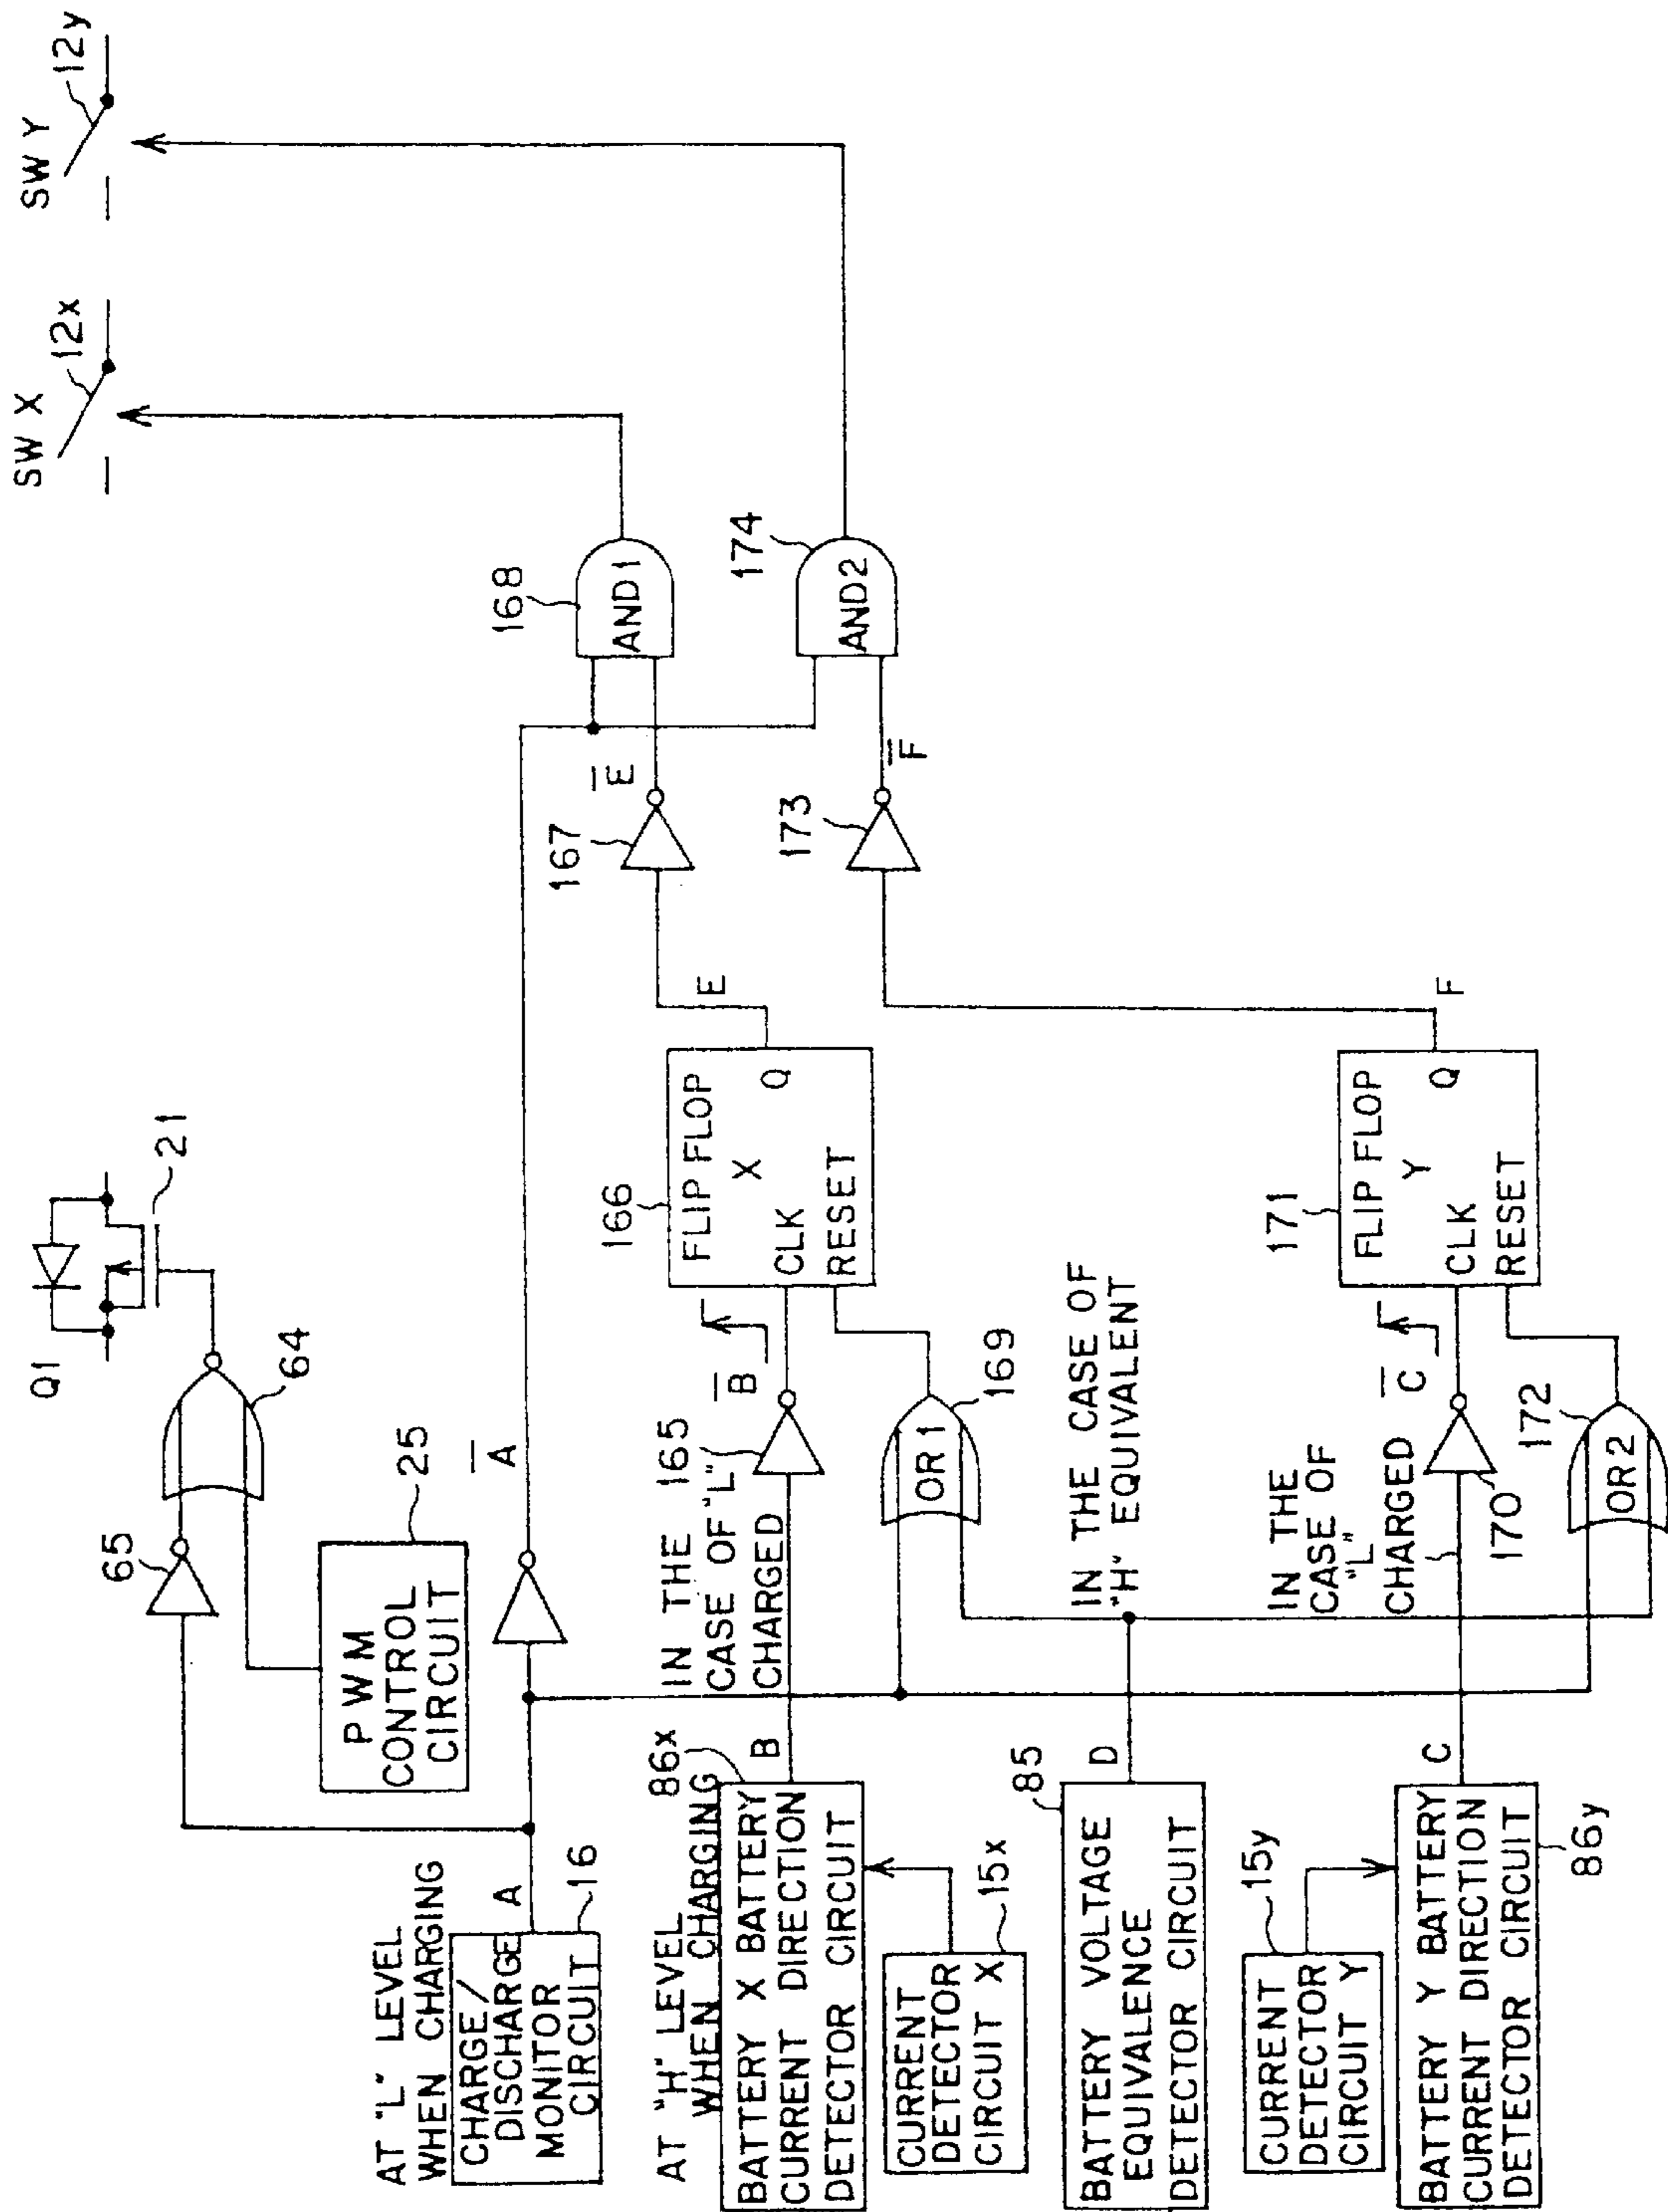 SW X
12x
SW Y
12y
Q1
21
64
65
P W M
CONTROL
CIRCUIT
25
A
168
AND1
174
AND2
E
167
F
173
E
166
FLIP FLOP
X
CLK
Q
RESET
F
171
FLIP FLOP
Y
CLK
Q
RESET
B
165
IN THE
CASE OF "L"
CHARGED
OR 1
169
IN THE CASE OF
"H" EQUIVALENT
C
IN THE
CASE OF
"L"
CHARGED
170
172
OR 2
AT "L" LEVEL
WHEN CHARGING
CHARGE/
DISCHARGE
MONITOR
CIRCUIT
A
16
AT "H" LEVEL
WHEN CHARGING
86x
BATTERY X BATTERY
CURRENT DIRECTION
DETECTOR CIRCUIT
B
CURRENT
DETECTOR
CIRCUIT X
15x
85
BATTERY VOLTAGE
EQUIVALENCE
DETECTOR CIRCUIT
D
CURRENT
DETECTOR
CIRCUIT Y
15y
BATTERY Y BATTERY
CURRENT DIRECTION
DETECTOR CIRCUIT
C
86y